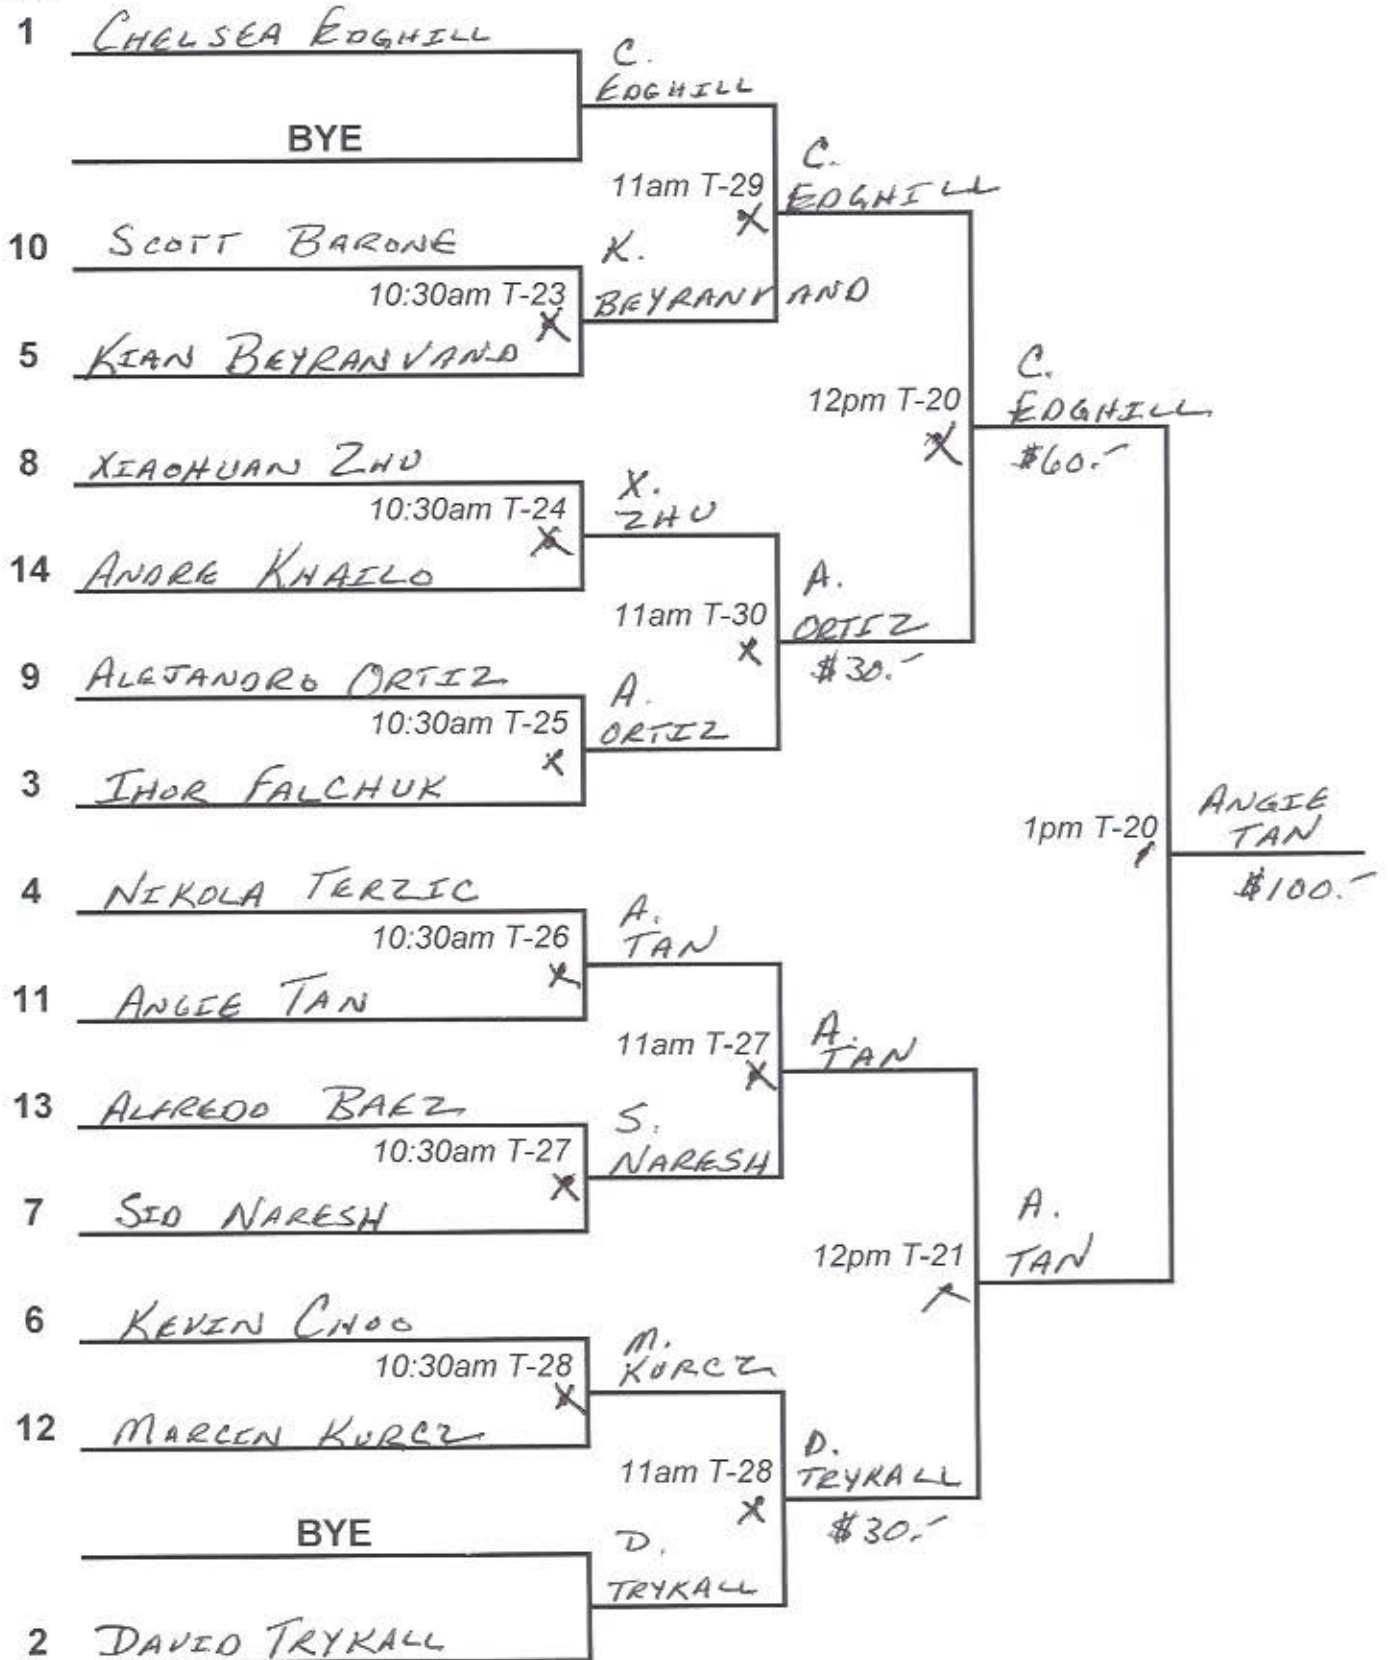 1 CHELSEA EDGHILL
C.
EDGHILL
BYE
C.
EDGHILL
11am T-29
X
10 SCOTT BARONE
K.
BEYRANVAND
10:30am T-23
X
5 KIAN BEYRANVAND
C.
EDGHILL
$60.-
12pm T-20
X
8 XIAOHUAN ZHU
X.
ZHU
10:30am T-24
X
14 ANDRE KHAILO
A.
ORTIZ
$30.-
11am T-30
X
9 ALEJANDRO ORTIZ
A.
ORTIZ
10:30am T-25
X
3 IHOR FALCHUK
ANGIE
TAN
$100.-
1pm T-20
4 NIKOLA TERZIC
A.
TAN
10:30am T-26
X
11 ANGIE TAN
A.
TAN
11am T-27
X
13 ALFREDO BAEZ
S.
NARESH
10:30am T-27
X
7 SID NARESH
A.
TAN
12pm T-21
6 KEVIN CHOO
M.
KURCZ
10:30am T-28
X
12 MARCIN KURCZ
D.
TRYKALL
$30.-
11am T-28
X
BYE
D.
TRYKALL
2 DAVID TRYKALL